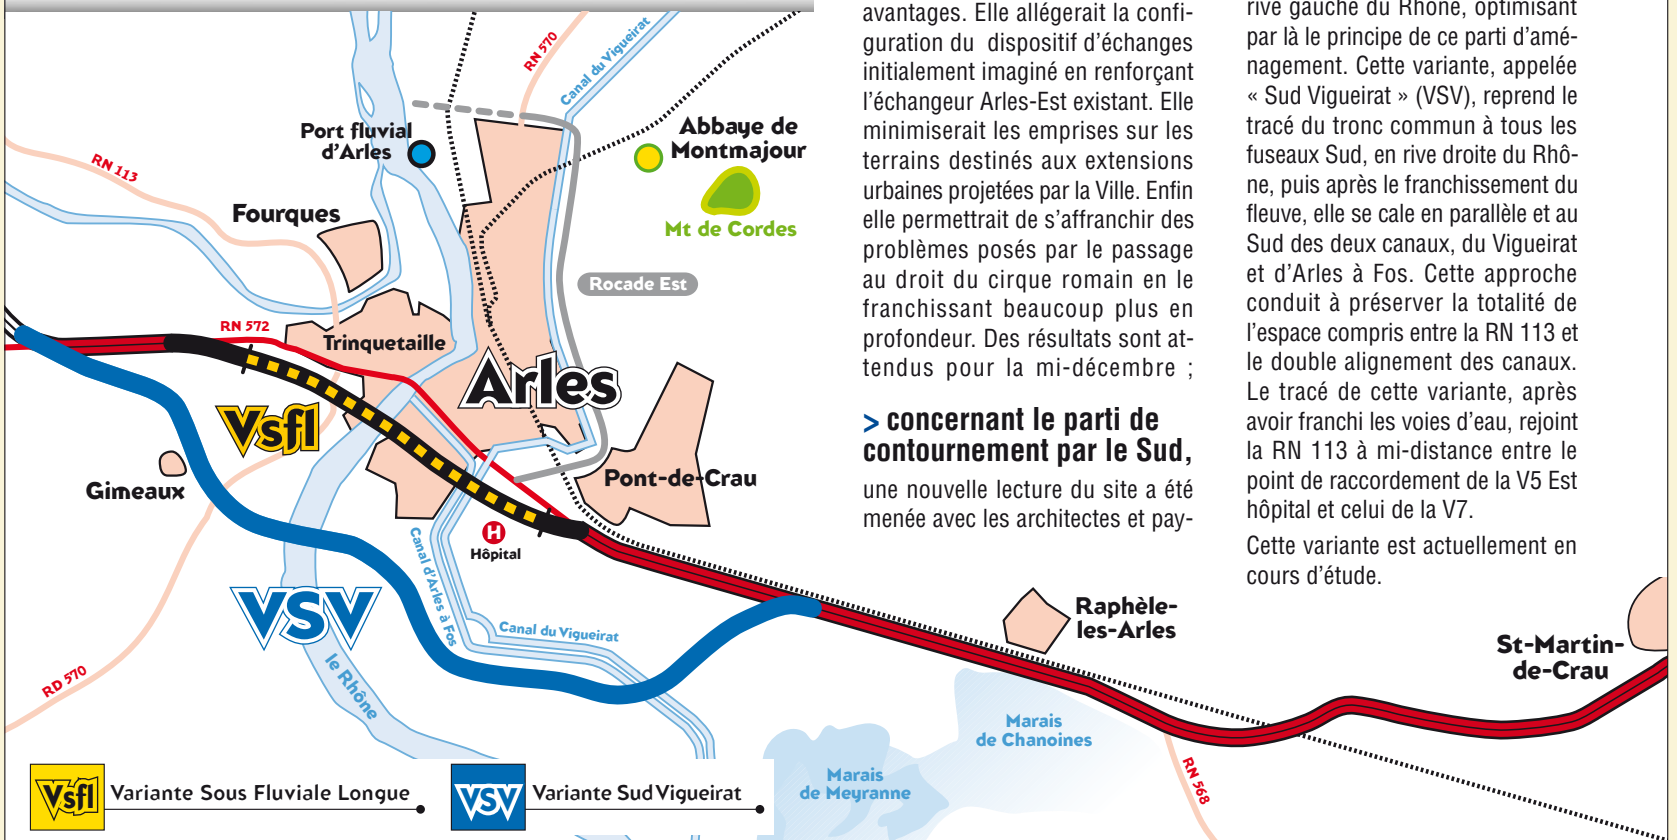 RN 570
Canal du Vigueirat
Port fluvial
d'Arles
Abbaye de
Montmajour
RN 113
Fourques
Mt de Cordes
Rocade Est
RN 572
Trinquetaille
Arles
Vsfl
Gimeaux
Pont-de-Crau
H
Hôpital
Canal d'Arles à Fos
VSV
Canal du Vigueirat
le Rhône
RD 570
Raphèle-
les-Arles
St-Martin-
de-Crau
Marais
de Chanoines
Marais
de Meyranne
RN 568
Vsfl Variante Sous Fluviale Longue
VSV Variante Sud Vigueirat
avantages. Elle allégerait la confi-
guration du dispositif d'échanges
initialement imaginé en renforçant
l'échangeur Arles-Est existant. Elle
minimiserait les emprises sur les
terrains destinés aux extensions
urbaines projetées par la Ville. Enfin
elle permettrait de s'affranchir des
problèmes posés par le passage
au droit du cirque romain en le
franchissant beaucoup plus en
profondeur. Des résultats sont at-
tendus pour la mi-décembre ;
> concernant le parti de
contournement par le Sud,
une nouvelle lecture du site a été
menée avec les architectes et pay-
rive gauche du Rhône, optimisant
par là le principe de ce parti d'amé-
nagement. Cette variante, appelée
« Sud Vigueirat » (VSV), reprend le
tracé du tronc commun à tous les
fuseaux Sud, en rive droite du Rhô-
ne, puis après le franchissement du
fleuve, elle se cale en parallèle et au
Sud des deux canaux, du Vigueirat
et d'Arles à Fos. Cette approche
conduit à préserver la totalité de
l'espace compris entre la RN 113 et
le double alignement des canaux.
Le tracé de cette variante, après
avoir franchi les voies d'eau, rejoint
la RN 113 à mi-distance entre le
point de raccordement de la V5 Est
hôpital et celui de la V7.
Cette variante est actuellement en
cours d'étude.